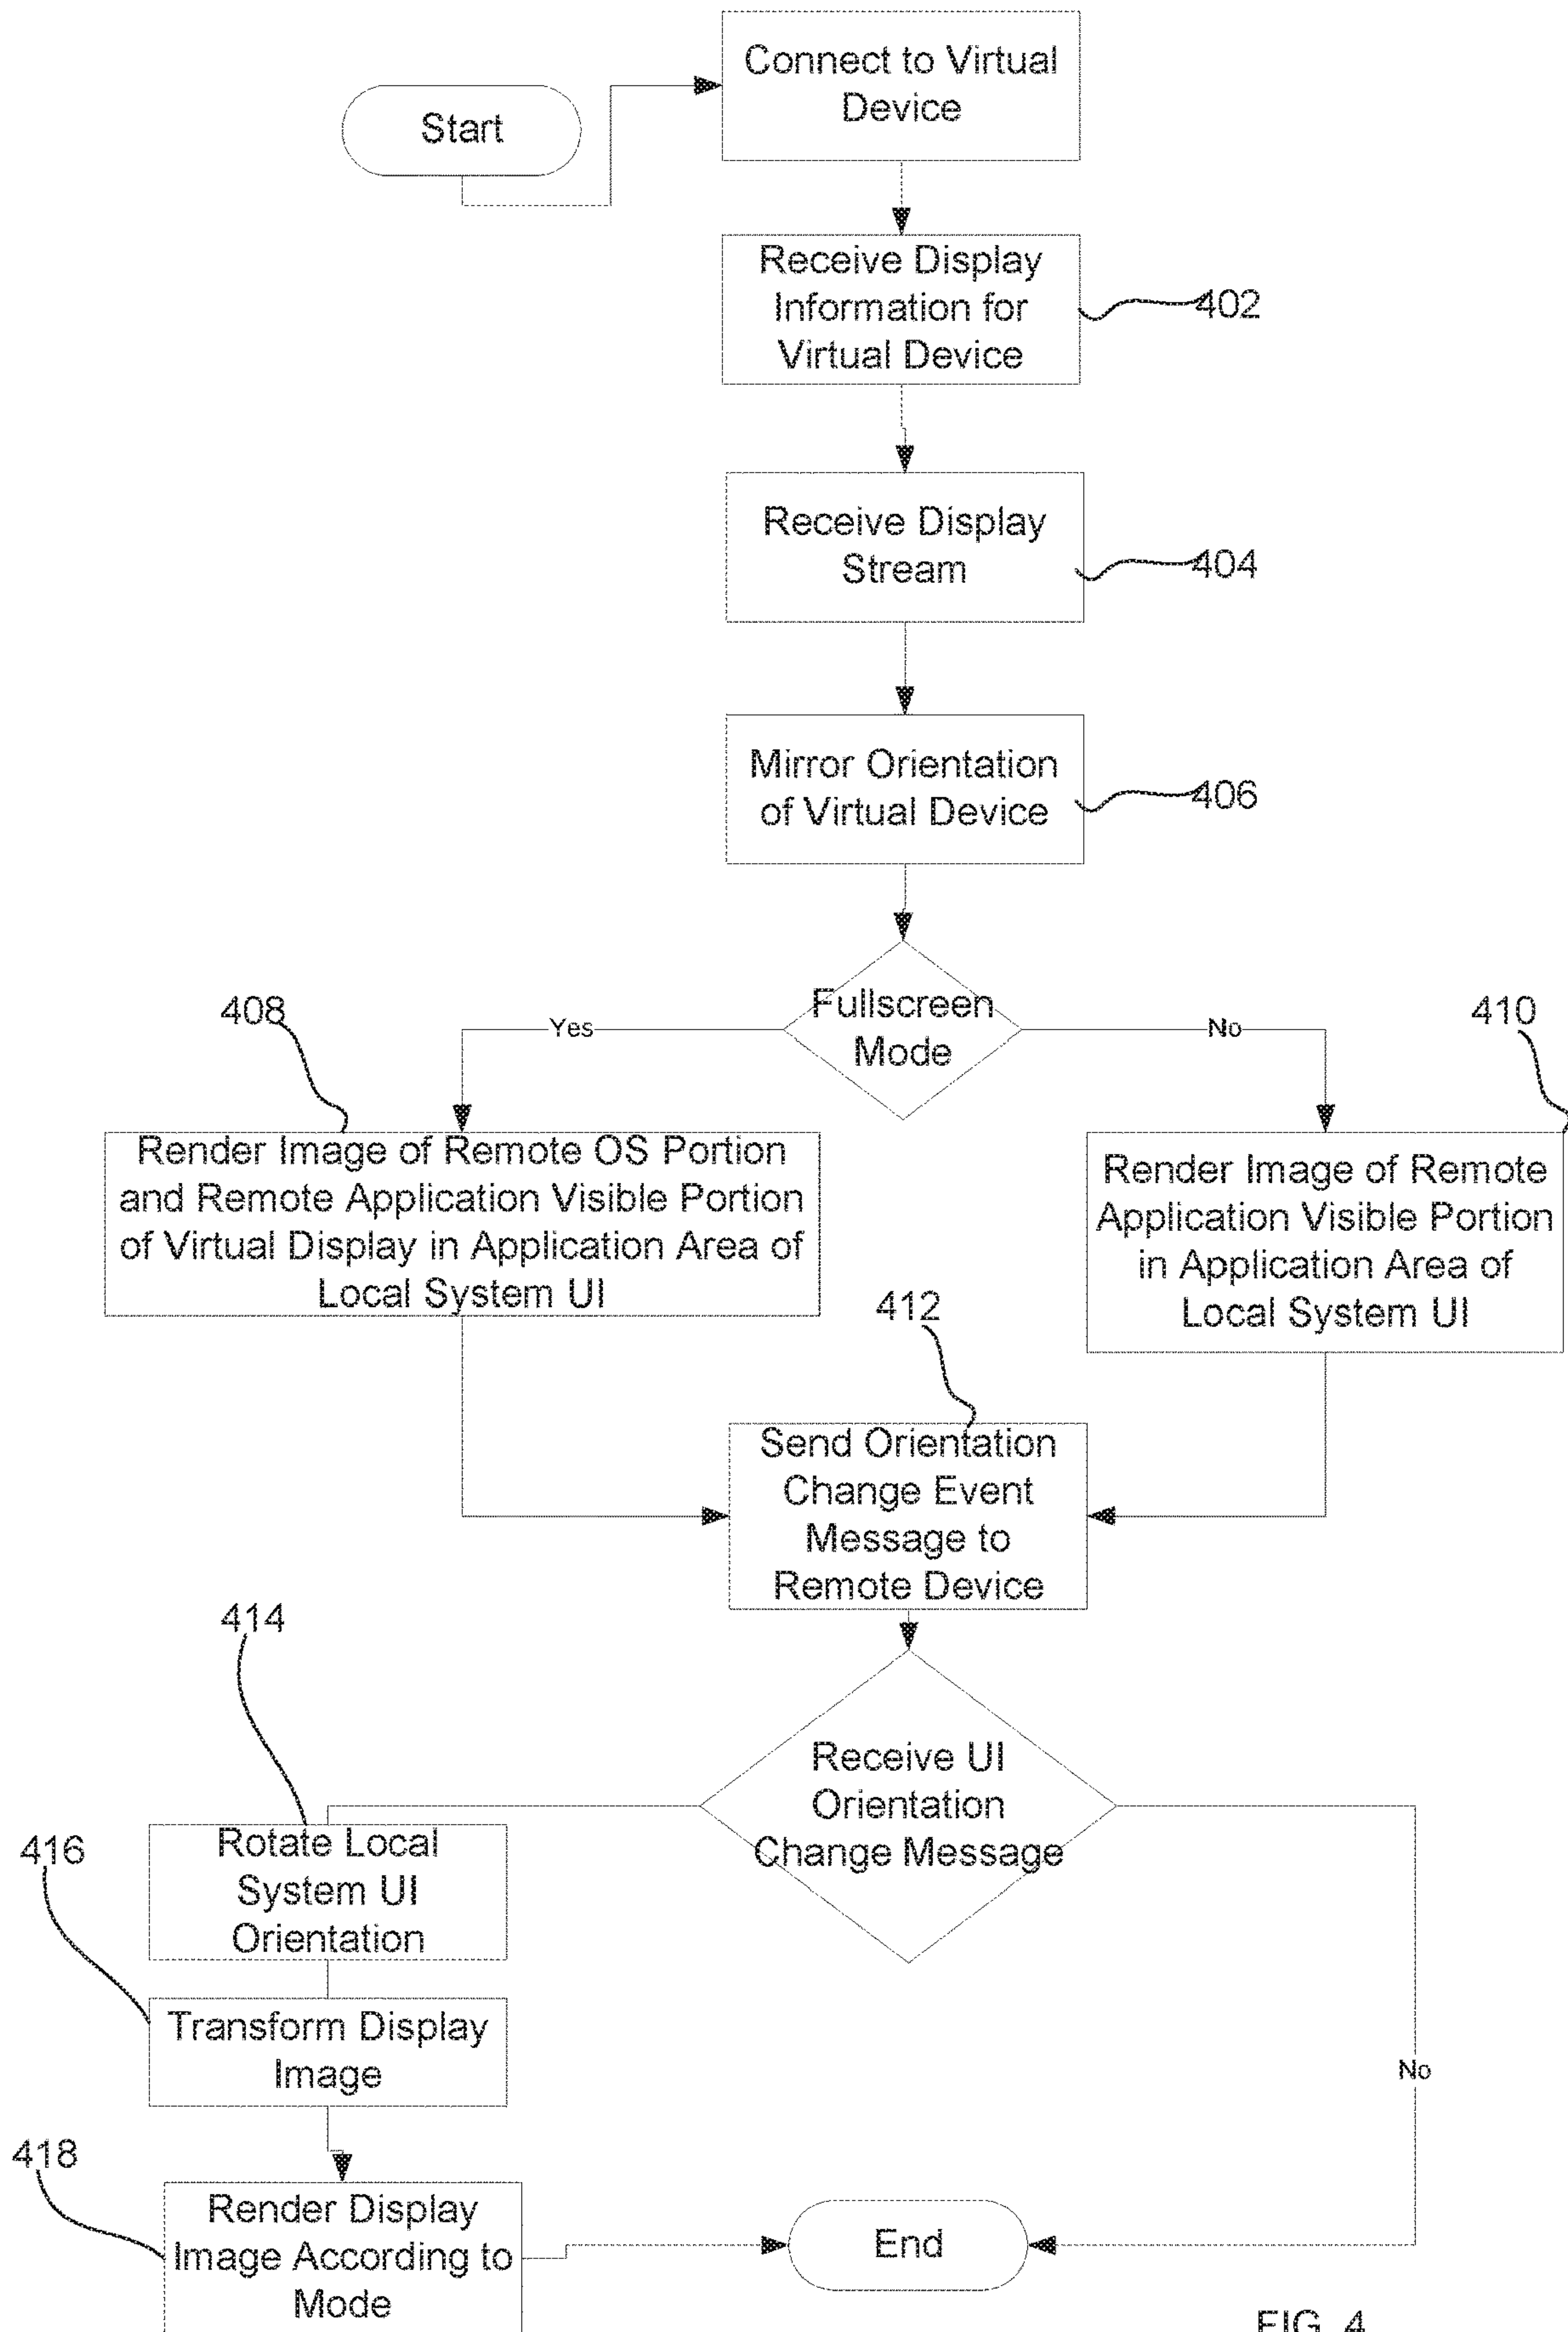 Connect to Virtual
Device
Start
Receive Display
Information for
Virtual Device
402
Receive Display
Stream
404
Mirror Orientation
of Virtual Device
406
Fullscreen
Mode
Yes
No
408
410
Render Image of Remote OS Portion
and Remote Application Visible Portion
of Virtual Display in Application Area of
Local System UI
Render Image of Remote
Application Visible Portion
in Application Area of
Local System UI
412
Send Orientation
Change Event
Message to
Remote Device
414
Receive UI
Orientation
Change Message
416
Rotate Local
System UI
Orientation
Transform Display
Image
No
418
Render Display
Image According to
Mode
End
FIG. 4